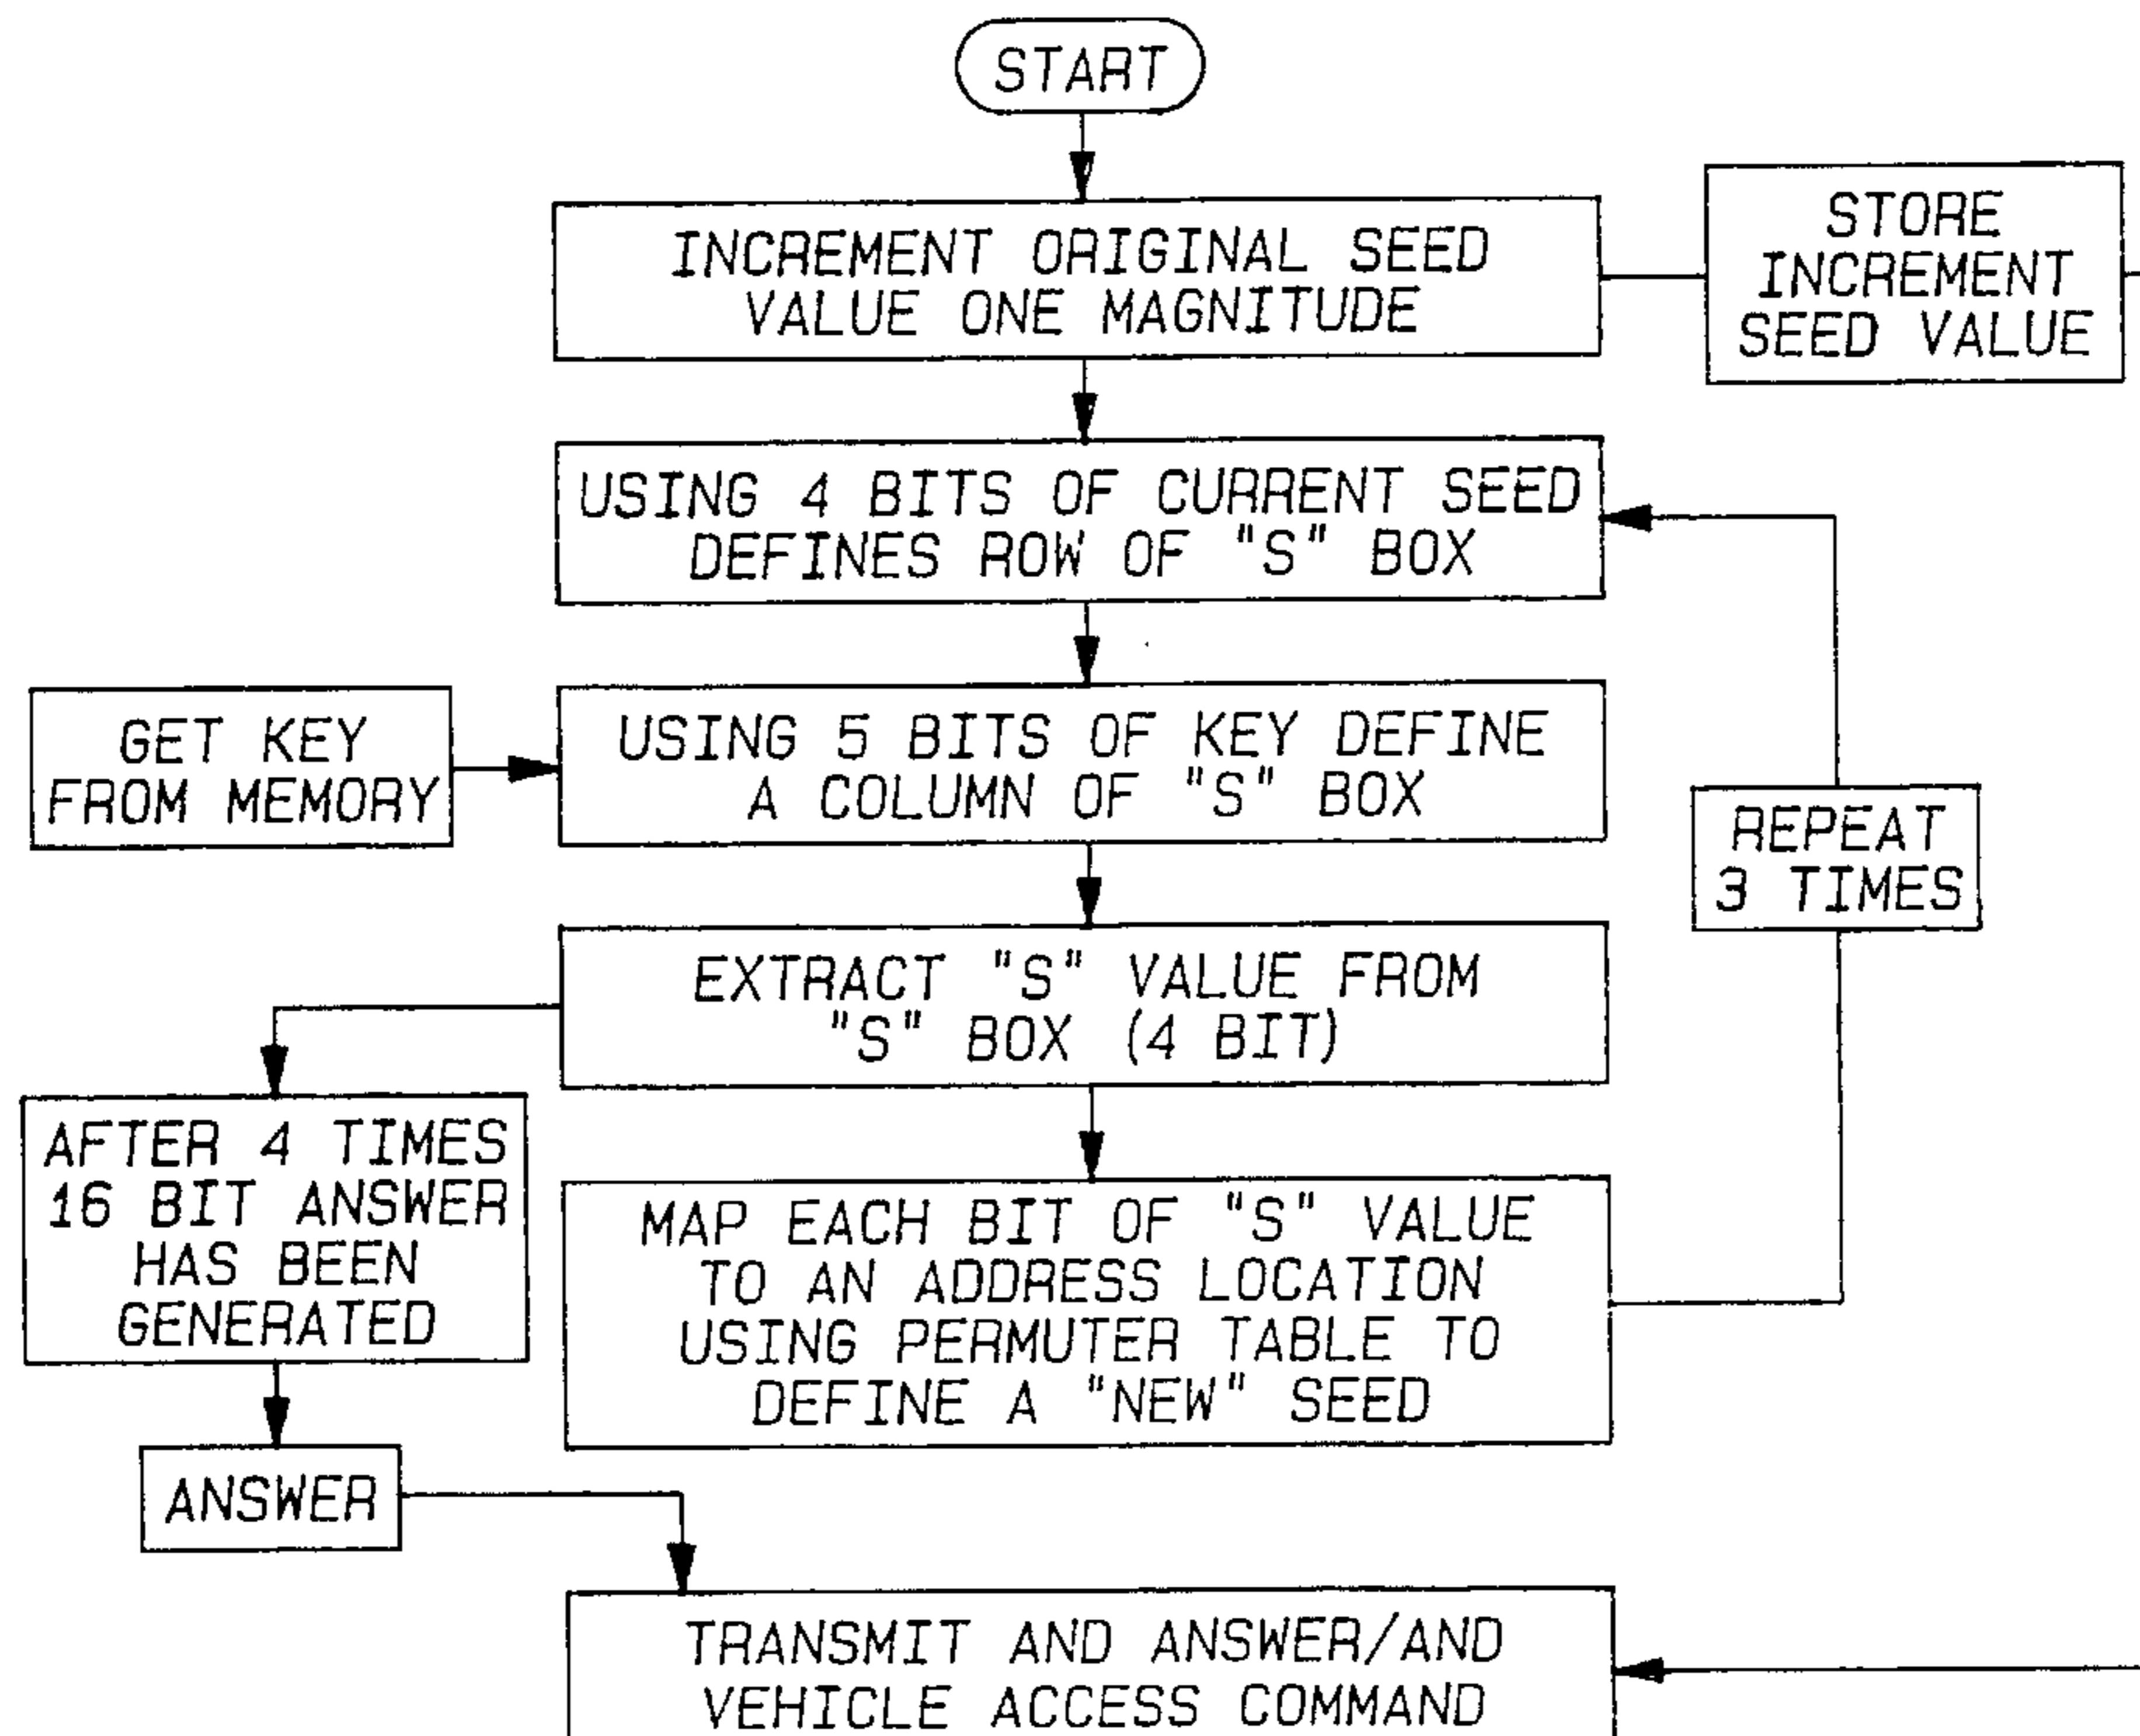 START
INCREMENT ORIGINAL SEED
VALUE ONE MAGNITUDE
STORE
INCREMENT
SEED VALUE
USING 4 BITS OF CURRENT SEED
DEFINES ROW OF "S" BOX
GET KEY
FROM MEMORY
USING 5 BITS OF KEY DEFINE
A COLUMN OF "S" BOX
REPEAT
3 TIMES
EXTRACT "S" VALUE FROM
"S" BOX (4 BIT)
AFTER 4 TIMES
16 BIT ANSWER
HAS BEEN
GENERATED
MAP EACH BIT OF "S" VALUE
TO AN ADDRESS LOCATION
USING PERMUTER TABLE TO
DEFINE A "NEW" SEED
ANSWER
TRANSMIT AND ANSWER/AND
VEHICLE ACCESS COMMAND